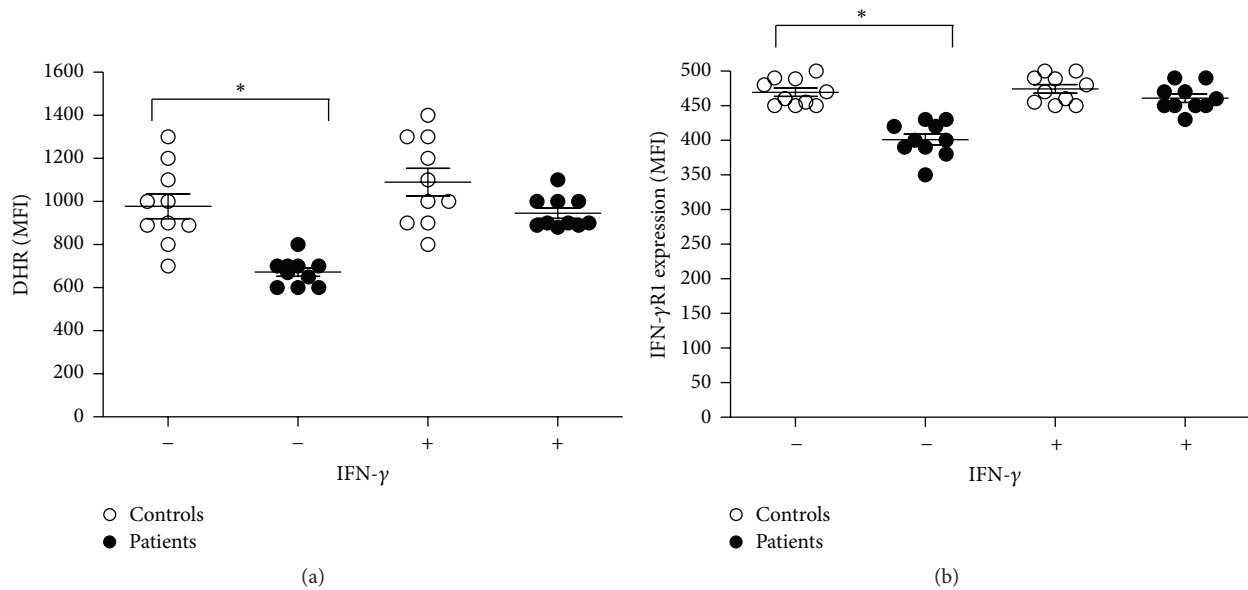 *
1600
1400
1200
1000
800
600
400
200
0
DHR (MFI)
− − + +
IFN-γ
Controls
Patients
(a)
*
500
450
400
350
300
250
200
150
100
50
0
IFN-γR1 expression (MFI)
− − + +
IFN-γ
Controls
Patients
(b)